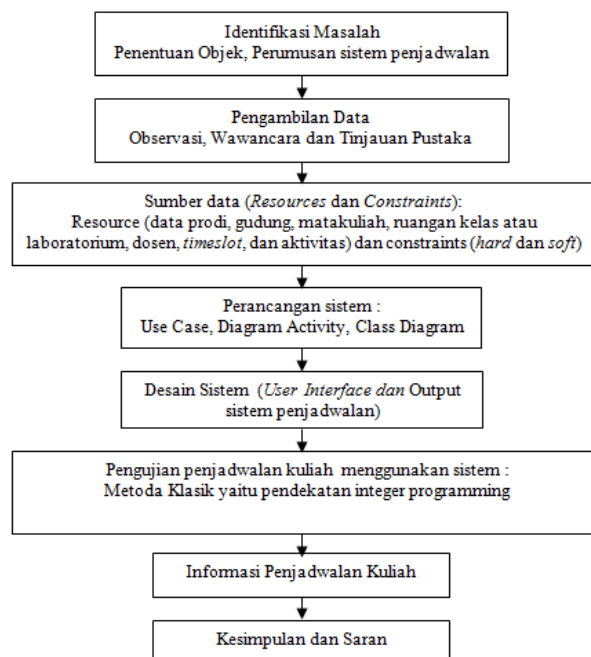 Identifikasi Masalah
Penentuan Objek, Perumusan sistem penjadwalan
Pengambilan Data
Observasi, Wawancara dan Tinjauan Pustaka
Sumber data (Resources dan Constraints):
Resource (data prodi, gudung, matakuliah, ruangan kelas atau
laboratorium, dosen, timeslot, dan aktivitas) dan constraints (hard dan soft)
Perancangan sistem :
Use Case, Diagram Activity, Class Diagram
Desain Sistem (User Interface dan Output
sistem penjadwalan)
Pengujian penjadwalan kuliah menggunakan sistem :
Metoda Klasik yaitu pendekatan integer programming
Informasi Penjadwalan Kuliah
Kesimpulan dan Saran